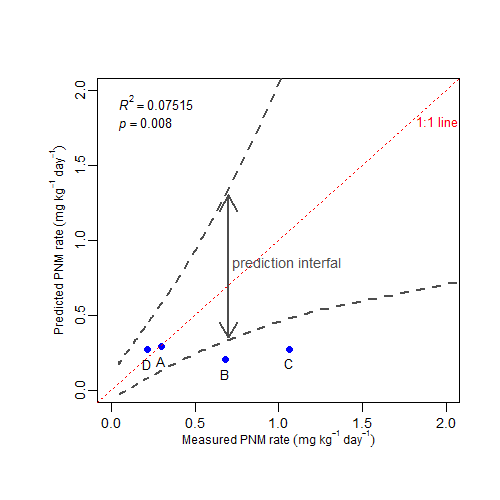 R² = 0.07515
p = 0.008
1:1 line
prediction interfal
D
A
B
C
Predicted PNM rate (mg kg⁻¹ day⁻¹)
0.0
0.5
1.0
1.5
2.0
0.0
0.5
1.0
1.5
2.0
Measured PNM rate (mg kg⁻¹ day⁻¹)